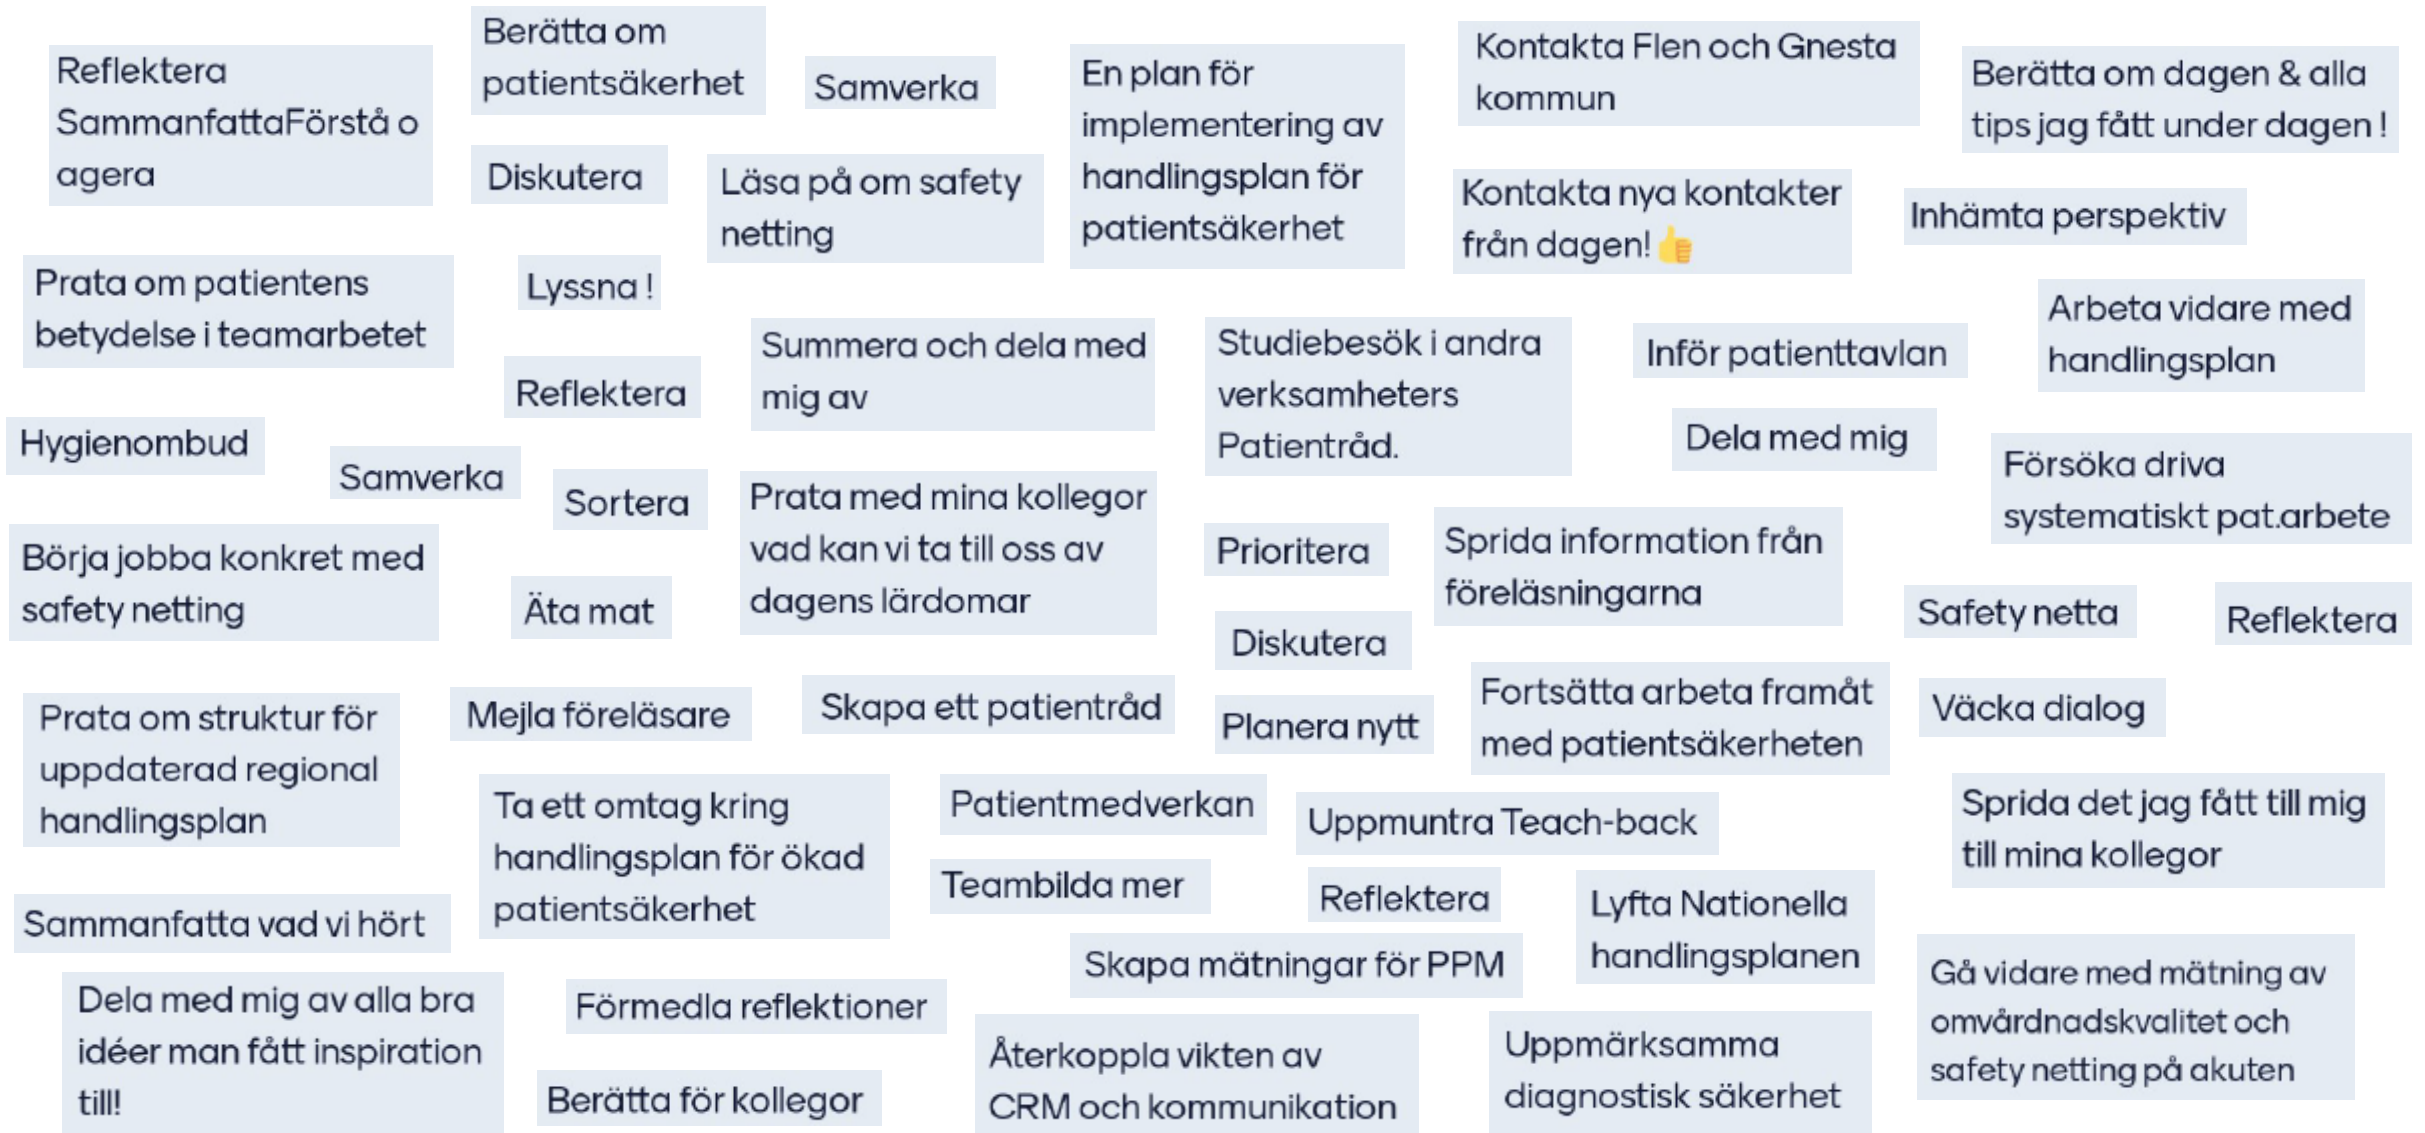 Reflektera
SammanfattaFörstå o
agera
Berätta om
patientsäkerhet
Samverka
En plan för
implementering av
handlingsplan för
patientsäkerhet
Kontakta Flen och Gnesta
kommun
Berätta om dagen & alla
tips jag fått under dagen !
Diskutera
Läsa på om safety
netting
Kontakta nya kontakter
från dagen!👍
Inhämta perspektiv
Prata om patientens
betydelse i teamarbetet
Lyssna !
Summera och dela med
mig av
Studiebesök i andra
verksamheters
Patientråd.
Inför patienttavlan
Arbeta vidare med
handlingsplan
Reflektera
Hygienombud
Samverka
Sortera
Prata med mina kollegor
vad kan vi ta till oss av
dagens lärdomar
Dela med mig
Försöka driva
systematiskt pat.arbete
Börja jobba konkret med
safety netting
Äta mat
Prioritera
Sprida information från
föreläsningarna
Safety netta
Reflektera
Diskutera
Prata om struktur för
uppdaterad regional
handlingsplan
Mejla föreläsare
Skapa ett patientråd
Planera nytt
Fortsätta arbeta framåt
med patientsäkerheten
Väcka dialog
Ta ett omtag kring
handlingsplan för ökad
patientsäkerhet
Patientmedverkan
Uppmuntra Teach-back
Sprida det jag fått till mig
till mina kollegor
Teambilda mer
Reflektera
Lyfta Nationella
handlingsplanen
Sammanfatta vad vi hört
Skapa mätningar för PPM
Gå vidare med mätning av
omvårdnadskvalitet och
safety netting på akuten
Dela med mig av alla bra
idéer man fått inspiration
till!
Förmedla reflektioner
Återkoppla vikten av
CRM och kommunikation
Uppmärksamma
diagnostisk säkerhet
Berätta för kollegor